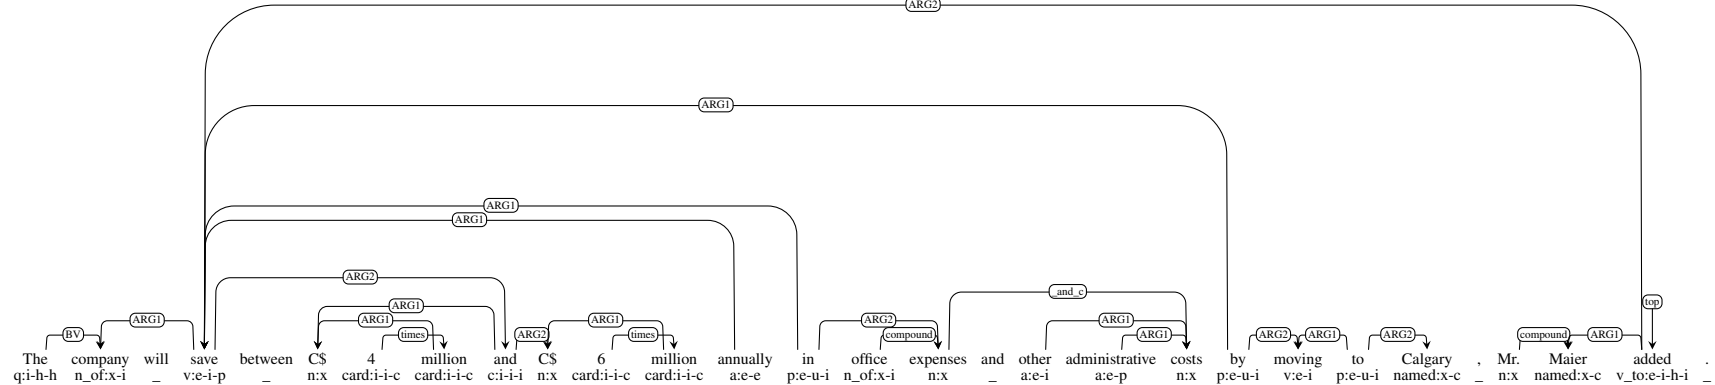 ARG2
ARG1
ARG1
ARG1
ARG2
_and_c
top
ARG1
ARG1 ARG1 ARG1 ARG2 ARG1
BV times ARG2 times compound ARG1 ARG2 ARG1 ARG2 compound ARG1
The company will save between C$ 4 million and C$ 6 million annually in office expenses and other administrative costs by moving to Calgary , Mr. Maier added .
q:i-h-h n_of:x-i _ v:e-i-p _ n:x card:i-i-c card:i-i-c c:i-i-i n:x card:i-i-c card:i-i-c a:e-e p:e-u-i n_of:x-i n:x _ a:e-i a:e-p n:x p:e-u-i v:e-i p:e-u-i named:x-c _ n:x named:x-c v_to:e-i-h-i _